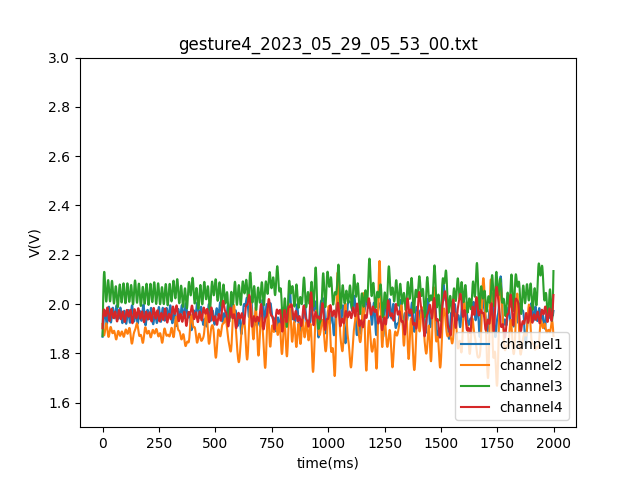 gesture4_2023_05_29_05_53_00.txt
3.0
2.8
2.6
2.4
2.2
2.0
1.8
1.6
V(V)
channel1
channel2
channel3
channel4
0 250 500 750 1000 1250 1500 1750 2000
time(ms)